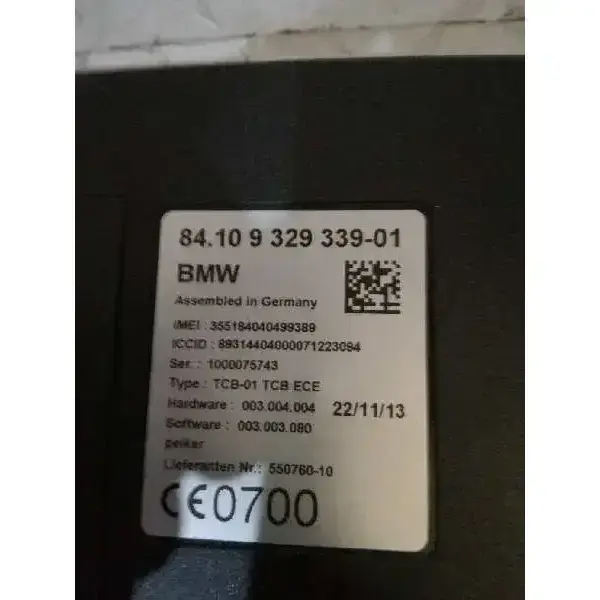 84.10 9 329 339-01
BMW
Assembled in Germany
IMEI : 355184040499389
ICCID : 89314404000071223094
Ser. : 1000075743
Type : TCB-01 TCB ECE
Hardware : 003.004.004 22/11/13
Software : 003.003.080
peiker
Lieferanten Nr.: 550760-10
CE0700